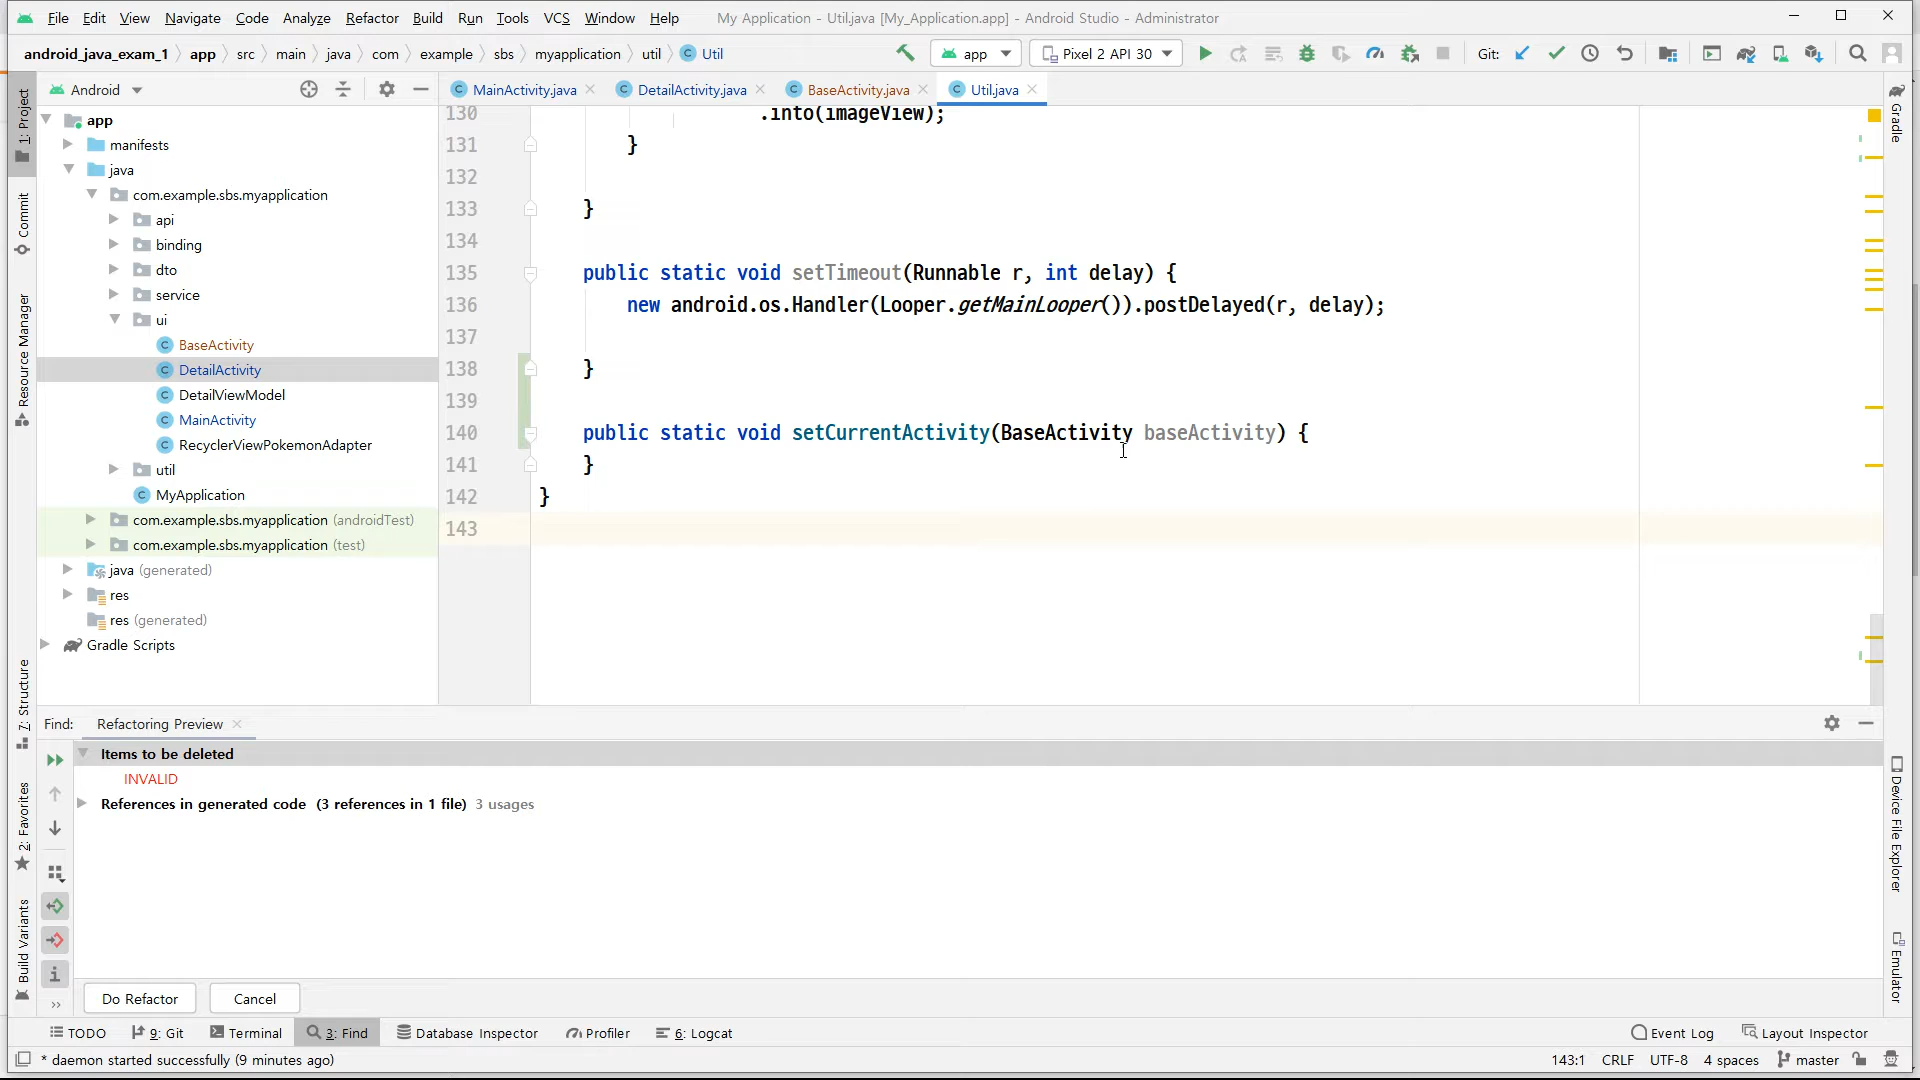 File Edit View Navigate Code Analyze Refactor Build Run Tools VCS Window Help My Application - Util.java [My_Application.app] - Android Studio - Administrator
android_java_exam_1 app src main java com example sbs myapplication util Util app Pixel 2 API 30 Git:
Android
MainActivity.java DetailActivity.java BaseActivity.java Util.java
1: Project
Commit
Resource Manager
7: Structure
2: Favorites
Build Variants
app
manifests
java
com.example.sbs.myapplication
api
binding
dto
service
ui
BaseActivity
DetailActivity
DetailViewModel
MainActivity
RecyclerViewPokemonAdapter
util
MyApplication
com.example.sbs.myapplication (androidTest)
com.example.sbs.myapplication (test)
java (generated)
res
res (generated)
Gradle Scripts
130 .into(imageView);
131 }
132
133 }
134
135 public static void setTimeout(Runnable r, int delay) {
136 new android.os.Handler(Looper.getMainLooper()).postDelayed(r, delay);
137
138 }
139
140 public static void setCurrentActivity(BaseActivity baseActivity) {
141 }
142 }
143
Gradle
Device File Explorer
Emulator
Find: Refactoring Preview
Items to be deleted
INVALID
References in generated code (3 references in 1 file) 3 usages
Do Refactor Cancel
TODO 9: Git Terminal 3: Find Database Inspector Profiler 6: Logcat Event Log Layout Inspector
* daemon started successfully (9 minutes ago) 143:1 CRLF UTF-8 4 spaces master